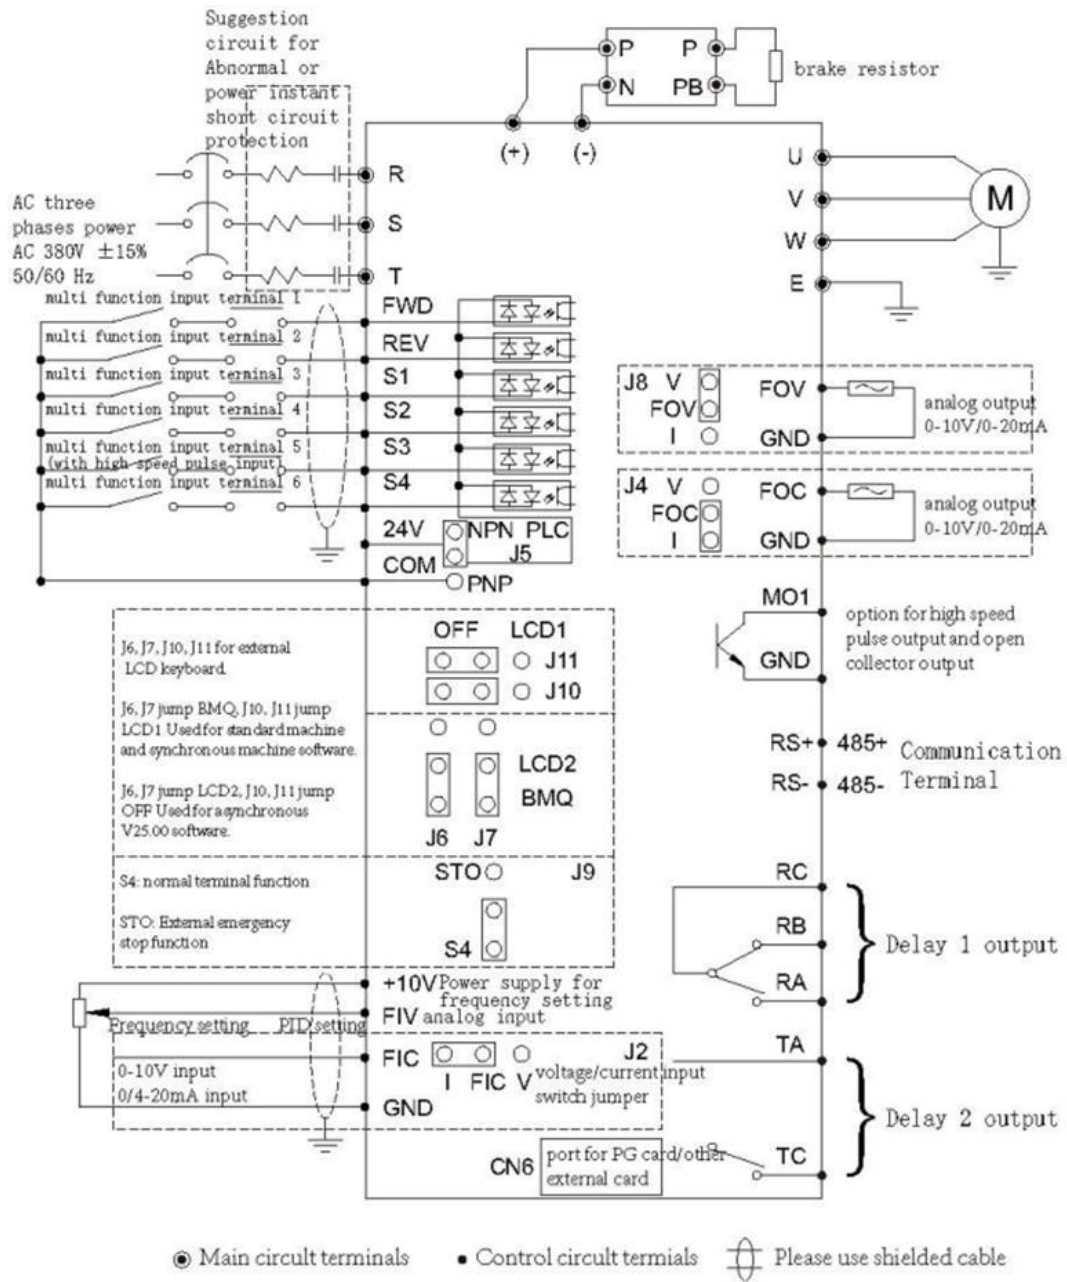 Suggestion
circuit for
Abnormal or
power instant
short circuit
protection
P P
N PB
brake resistor
(+) (-)
AC three
phases power
AC 380V ±15%
50/60 Hz
R
S
T
U
V
W
E
M
multi function input terminal 1
FWD
multi function input terminal 2
REV
multi function input terminal 3
S1
multi function input terminal 4
S2
multi function input terminal 5
(with high-speed pulse input)
S3
multi function input terminal 6
S4
24V
COM
NPN PLC
J5
PNP
J8 V
FOV
I
FOV
GND
analog output
0-10V/0-20mA
J4 V
FOC
I
FOC
GND
analog output
0-10V/0-20mA
MO1
GND
option for high speed
pulse output and open
collector output
J6, J7, J10, J11 for external
LCD keyboard.
J6, J7 jump BMQ, J10, J11 jump
LCD1 Used for standard machine
and synchronous machine software.
J6, J7 jump LCD2, J10, J11 jump
OFF Used for asynchronous
V25.00 software.
OFF LCD1
J11
J10
LCD2
BMQ
J6 J7
RS+ 485+
RS- 485-
Communication
Terminal
S4: normal terminal function
STO: External emergency
stop function
STO J9
S4
RC
RB
RA
Delay 1 output
+10V Power supply for
frequency setting
FIV analog input
Frequency setting PID setting
FIC
J2
I FIC V
voltage/current input
switch jumper
0-10V input
0/4-20mA input
GND
TA
TC
Delay 2 output
CN6
port for PG card/other
external card
Main circult terminals
Control circult termials
Please use shielded cable